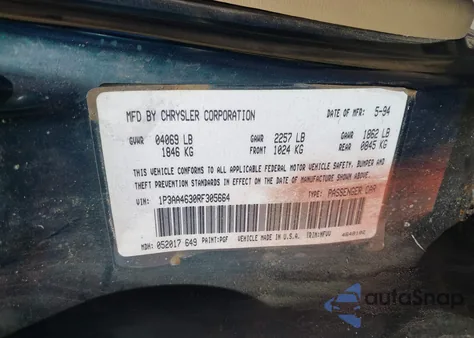 MFD BY CHRYSLER CORPORATION DATE OF MFR: 5-94
GVWR 04069 LB GAWR 2257 LB GAWR 1862 LB
1846 KG FRONT 1024 KG REAR 0845 KG
THIS VEHICLE CONFORMS TO ALL APPLICABLE FEDERAL MOTOR VEHICLE SAFETY, BUMPER AND
THEFT PREVENTION STANDARDS IN EFFECT ON THE DATE OF MANUFACTURE SHOWN ABOVE.
VIN: 1P3AA4630RF305664 TYPE: PASSENGER CAR
MDH: 052017 649 PAINT:PGF VEHICLE MADE IN U.S.A. TRIM:MFVU
autoSnap